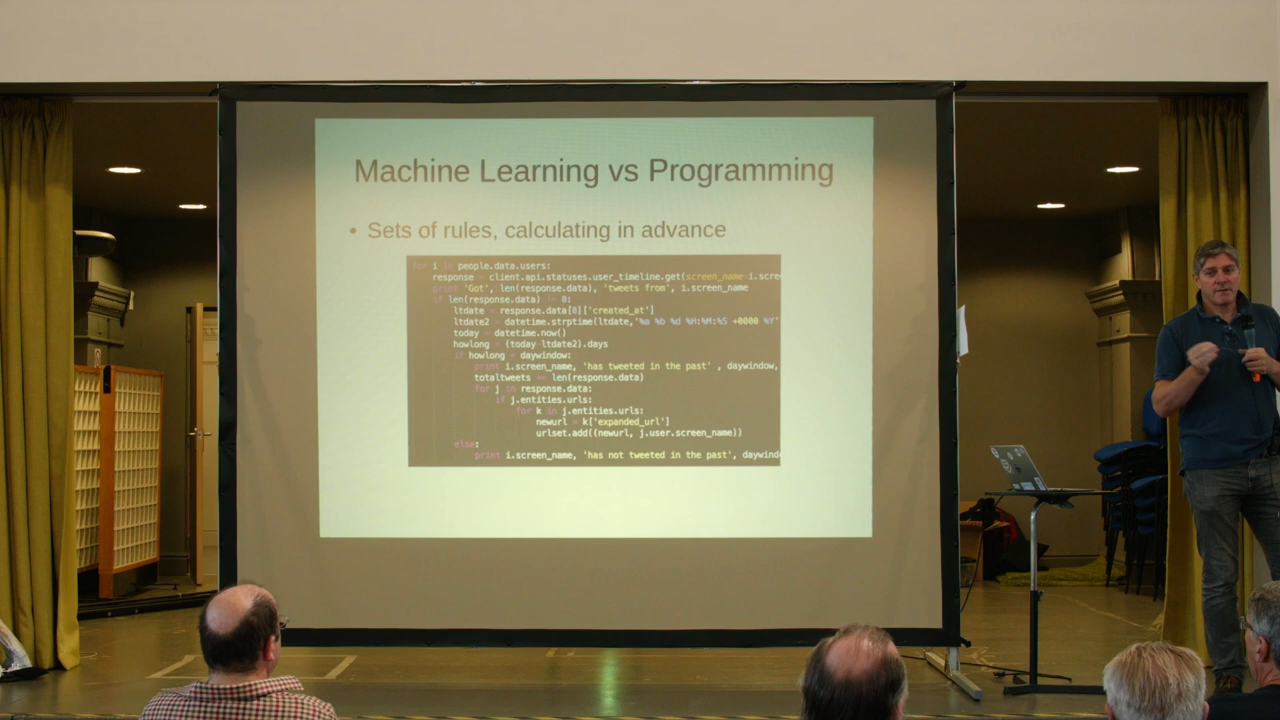 Machine Learning vs Programming
• Sets of rules, calculating in advance
for i in people.data.users:
response = client.api.statuses.user_timeline.get(screen_name=i.scre
print 'Got', len(response.data), 'tweets from', i.screen_name
if len(response.data) != 0:
ltdate = response.data[0]['created_at']
ltdate2 = datetime.strptime(ltdate,'%a %b %d %H:%M:%S +0000 %Y'
today = datetime.now()
howlong = (today-ltdate2).days
if howlong < daywindow:
print i.screen_name, 'has tweeted in the past' , daywindow,
totaltweets += len(response.data)
for j in response.data:
if j.entities.urls:
for k in j.entities.urls:
newurl = k['expanded_url']
urlset.add((newurl, j.user.screen_name))
else:
print i.screen_name, 'has not tweeted in the past', daywind